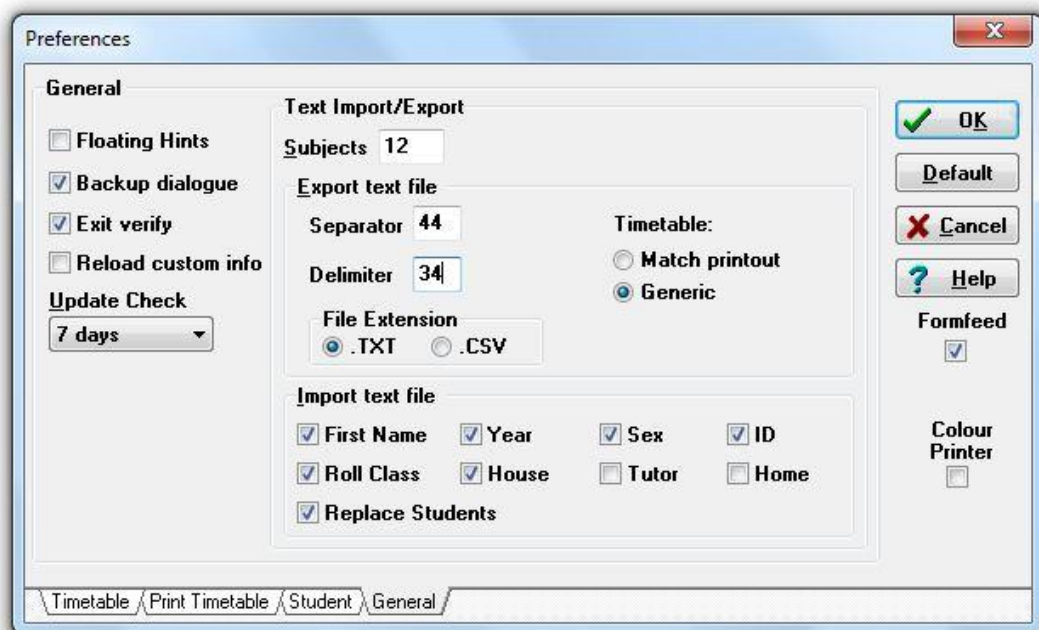 Preferences
General
Floating Hints
Backup dialogue
Exit verify
Reload custom info
Update Check
7 days
Text Import/Export
Subjects 12
Export text file
Separator 44
Delimiter 34
File Extension
.TXT .CSV
Timetable:
Match printout
Generic
Import text file
First Name Year Sex ID
Roll Class House Tutor Home
Replace Students
OK
Default
Cancel
? Help
Formfeed
Colour
Printer
Timetable Print Timetable Student General